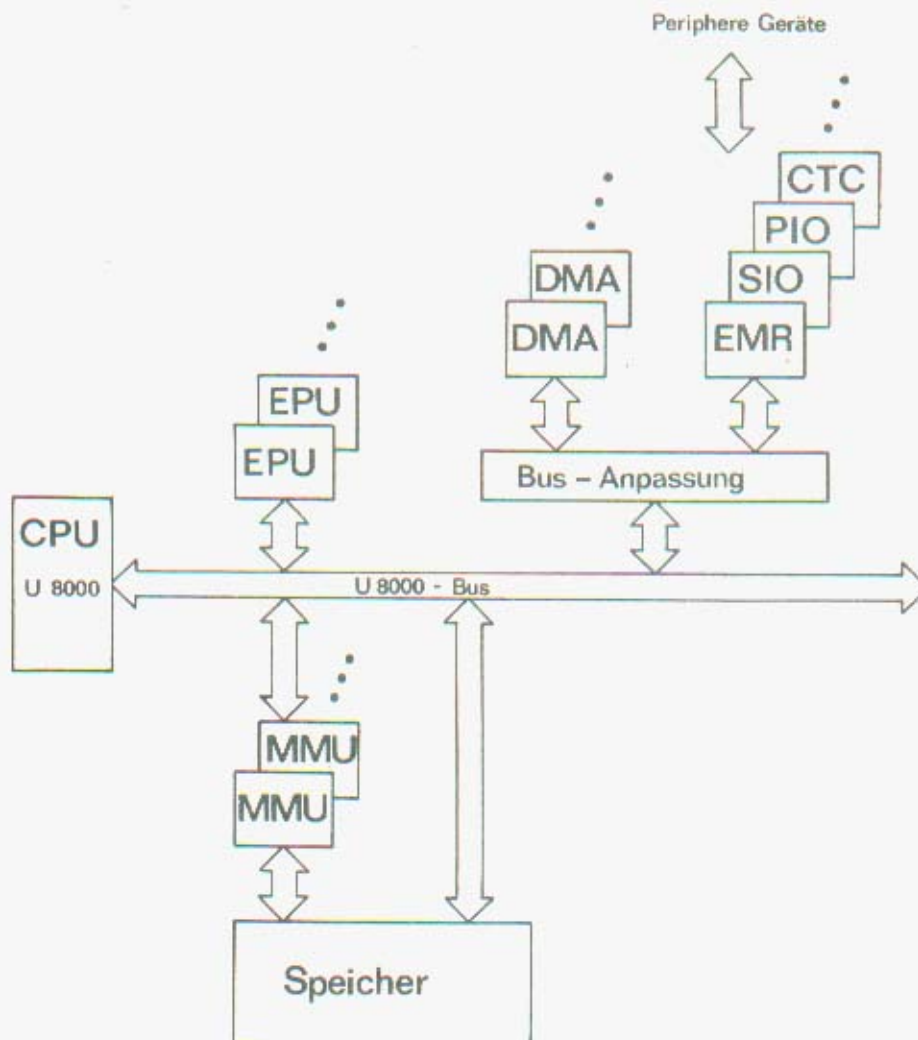 Periphere Geräte
CTC
PIO
SIO
EMR
DMA
DMA
EPU
EPU
Bus – Anpassung
CPU
U 8000
U 8000 - Bus
MMU
MMU
Speicher